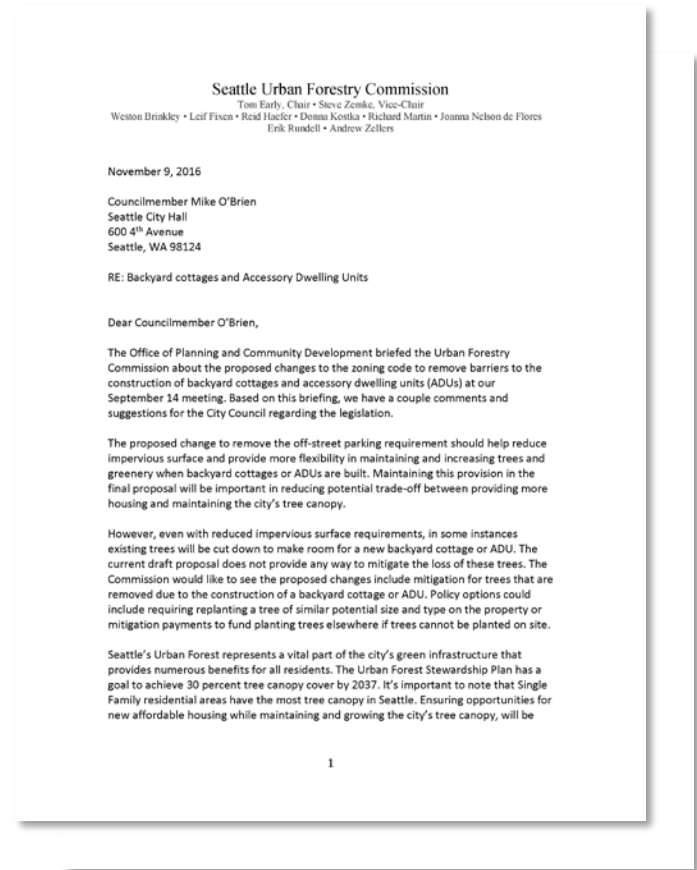 Seattle Urban Forestry Commission
Tom Early, Chair • Steve Zemke, Vice-Chair
Weston Brinkley • Leif Fixen • Reid Haefer • Donna Kostka • Richard Martin • Joanna Nelson de Flores
Erik Rundell • Andrew Zellers
November 9, 2016
Councilmember Mike O'Brien
Seattle City Hall
600 4th Avenue
Seattle, WA 98124
RE: Backyard cottages and Accessory Dwelling Units
Dear Councilmember O'Brien,
The Office of Planning and Community Development briefed the Urban Forestry
Commission about the proposed changes to the zoning code to remove barriers to the
construction of backyard cottages and accessory dwelling units (ADUs) at our
September 14 meeting. Based on this briefing, we have a couple comments and
suggestions for the City Council regarding the legislation.
The proposed change to remove the off-street parking requirement should help reduce
impervious surface and provide more flexibility in maintaining and increasing trees and
greenery when backyard cottages or ADUs are built. Maintaining this provision in the
final proposal will be important in reducing potential trade-off between providing more
housing and maintaining the city's tree canopy.
However, even with reduced impervious surface requirements, in some instances
existing trees will be cut down to make room for a new backyard cottage or ADU. The
current draft proposal does not provide any way to mitigate the loss of these trees. The
Commission would like to see the proposed changes include mitigation for trees that are
removed due to the construction of a backyard cottage or ADU. Policy options could
include requiring replanting a tree of similar potential size and type on the property or
mitigation payments to fund planting trees elsewhere if trees cannot be planted on site.
Seattle's Urban Forest represents a vital part of the city's green infrastructure that
provides numerous benefits for all residents. The Urban Forest Stewardship Plan has a
goal to achieve 30 percent tree canopy cover by 2037. It's important to note that Single
Family residential areas have the most tree canopy in Seattle. Ensuring opportunities for
new affordable housing while maintaining and growing the city's tree canopy, will be
1